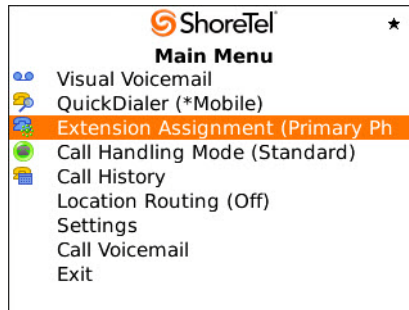 ShoreTel
Main Menu
Visual Voicemail
QuickDialer (*Mobile)
Extension Assignment (Primary Ph
Call Handling Mode (Standard)
Call History
Location Routing (Off)
Settings
Call Voicemail
Exit